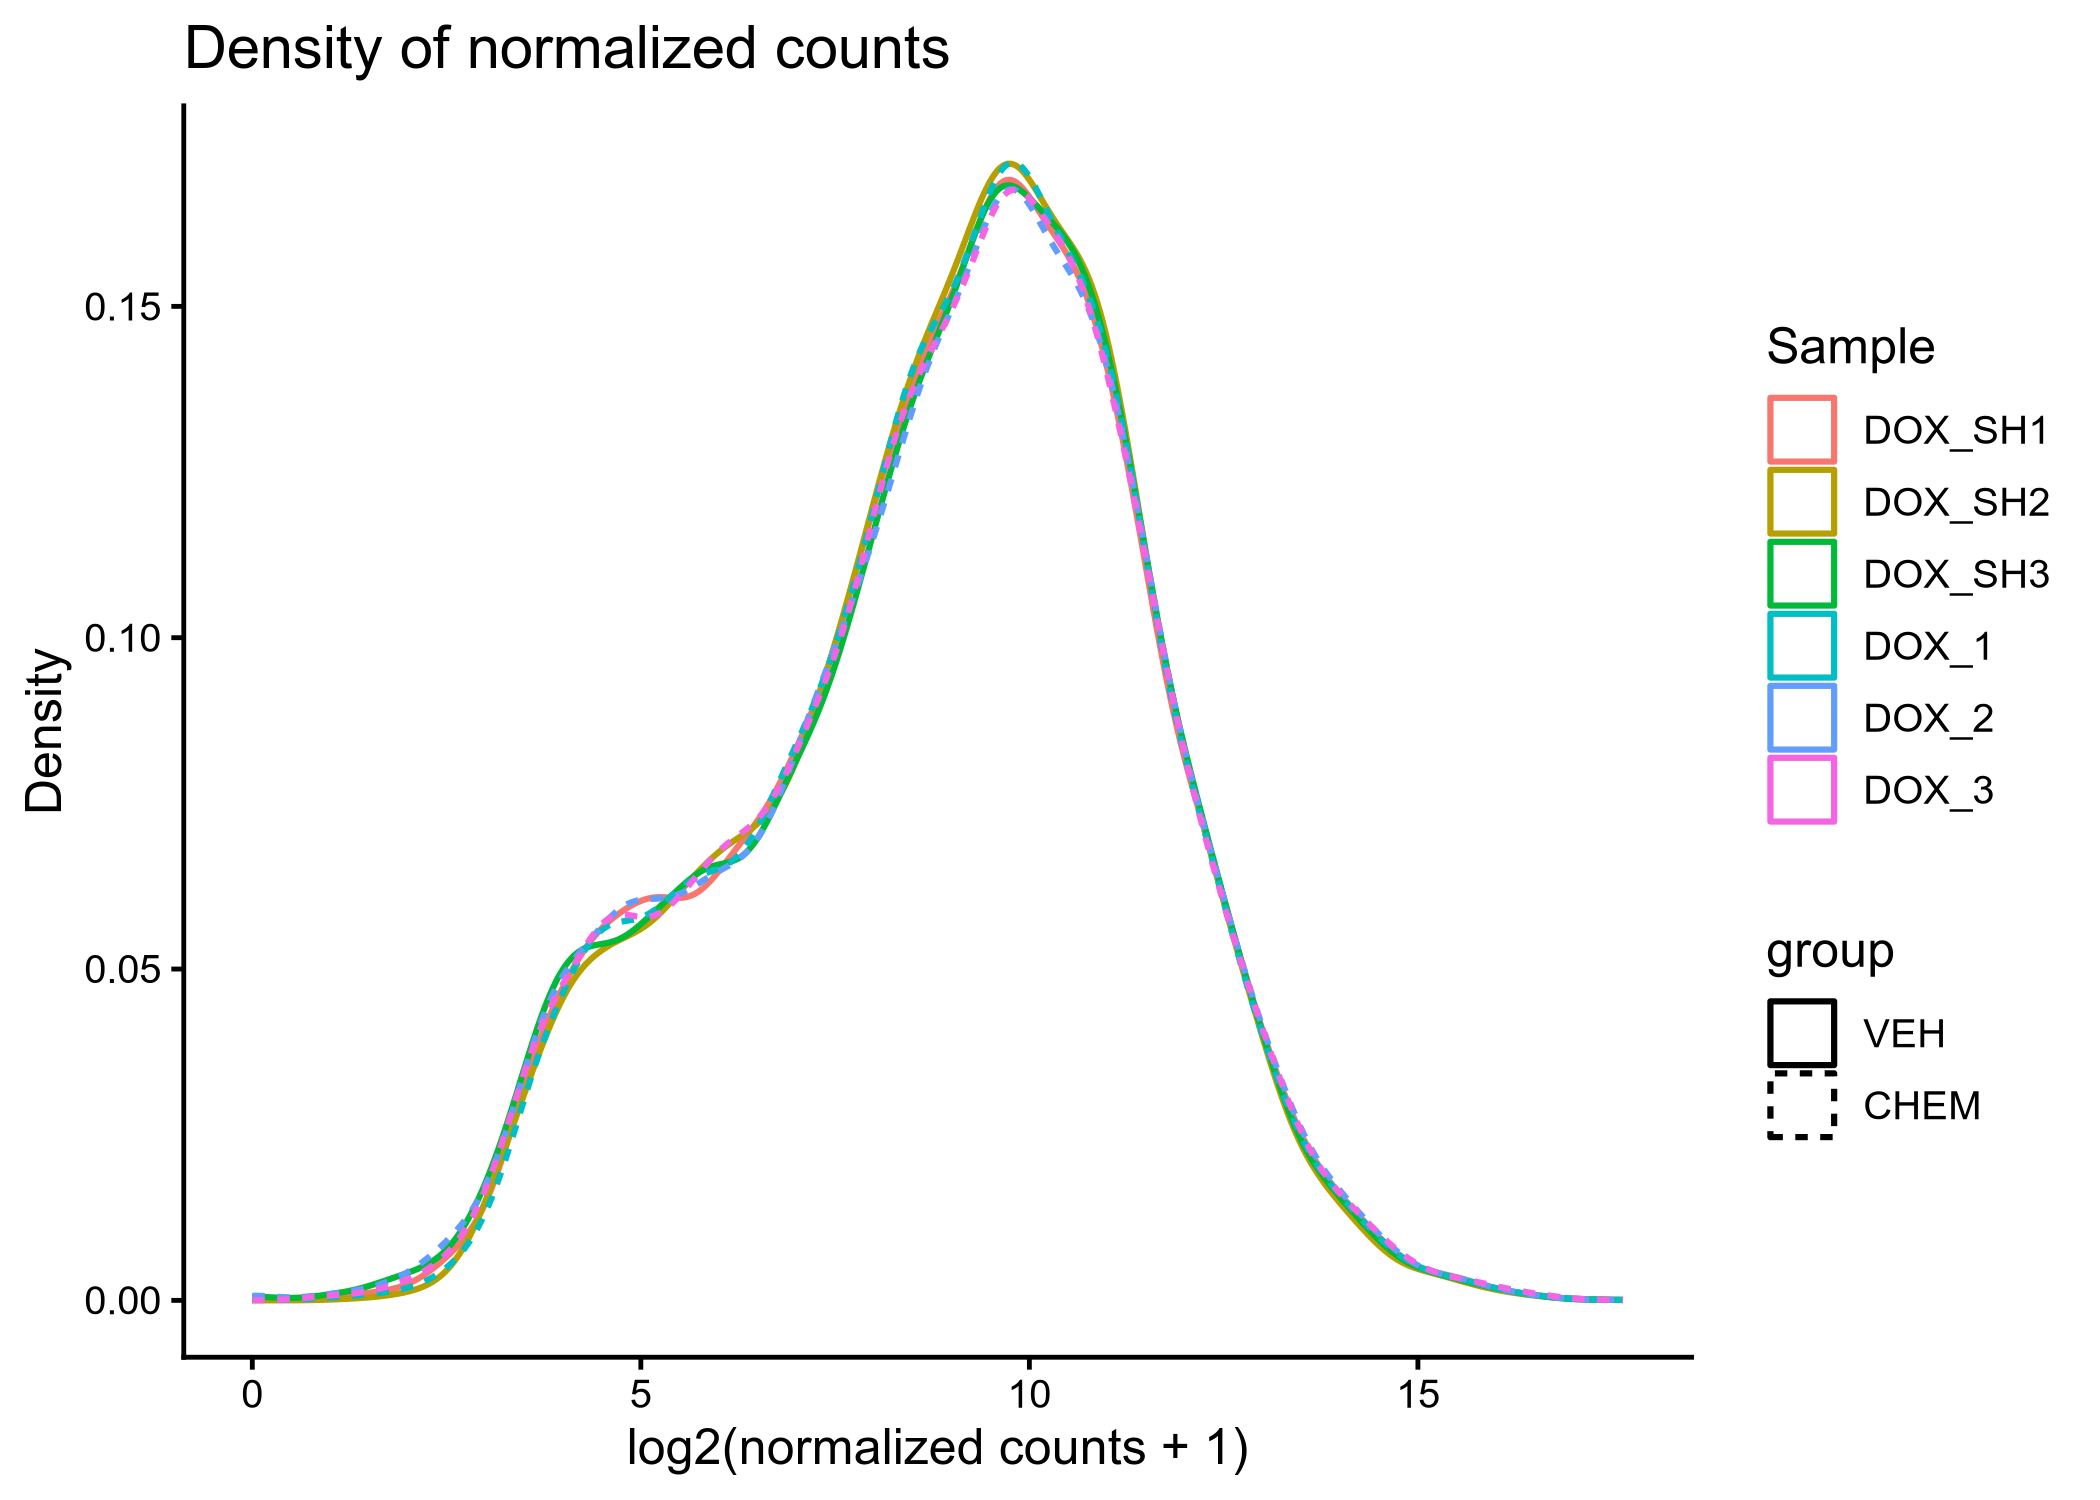 Density of normalized counts
0.15
0.10
0.05
0.00
Density
0
5
10
15
log2(normalized counts + 1)
Sample
DOX_SH1
DOX_SH2
DOX_SH3
DOX_1
DOX_2
DOX_3
group
VEH
CHEM